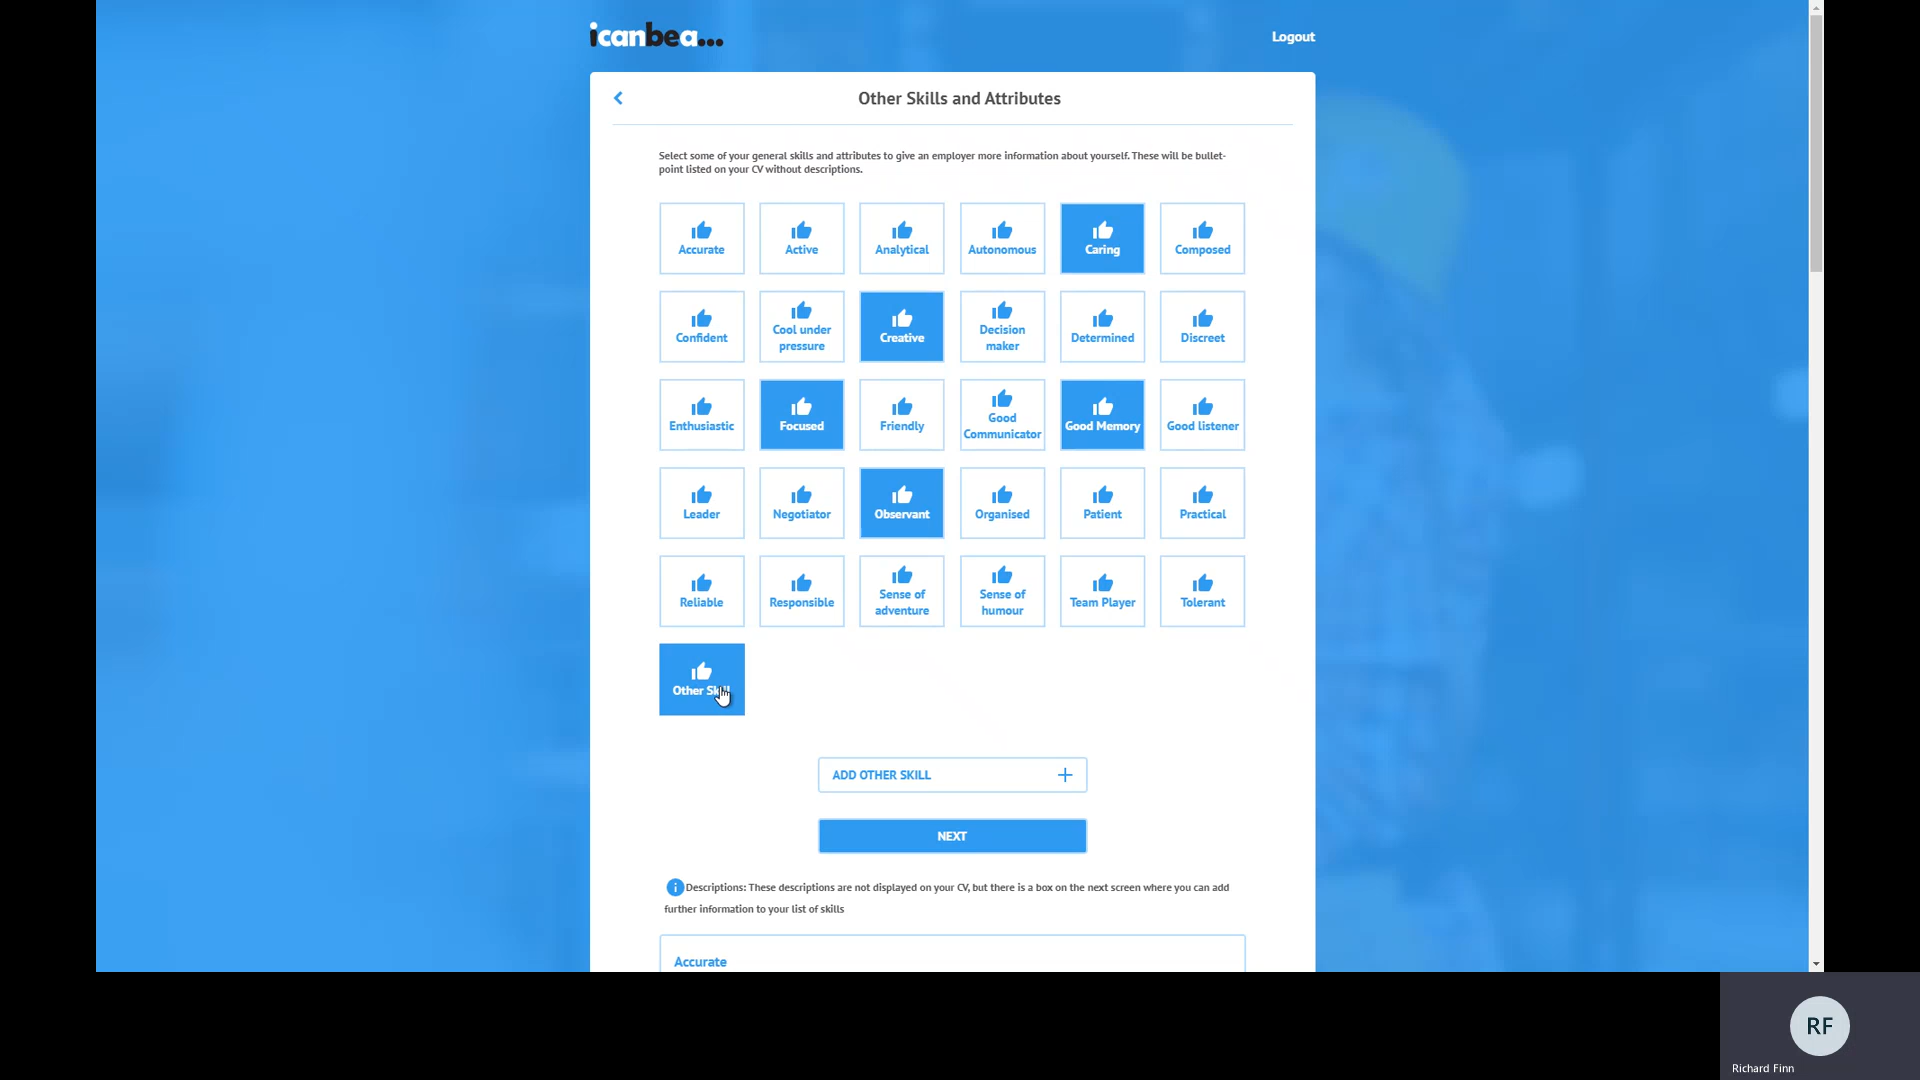 icanbea...
Logout
Other Skills and Attributes
Select some of your general skills and attributes to give an employer more information about yourself. These will be bullet-
point listed on your CV without descriptions.
Accurate
Active
Analytical
Autonomous
Caring
Composed
Confident
Cool under
pressure
Creative
Decision
maker
Determined
Discreet
Enthusiastic
Focused
Friendly
Good
Communicator
Good Memory
Good listener
Leader
Negotiator
Observant
Organised
Patient
Practical
Reliable
Responsible
Sense of
adventure
Sense of
humour
Team Player
Tolerant
Other Skill
ADD OTHER SKILL
NEXT
Descriptions: These descriptions are not displayed on your CV, but there is a box on the next screen where you can add
further information to your list of skills
Accurate
RF
Richard Finn